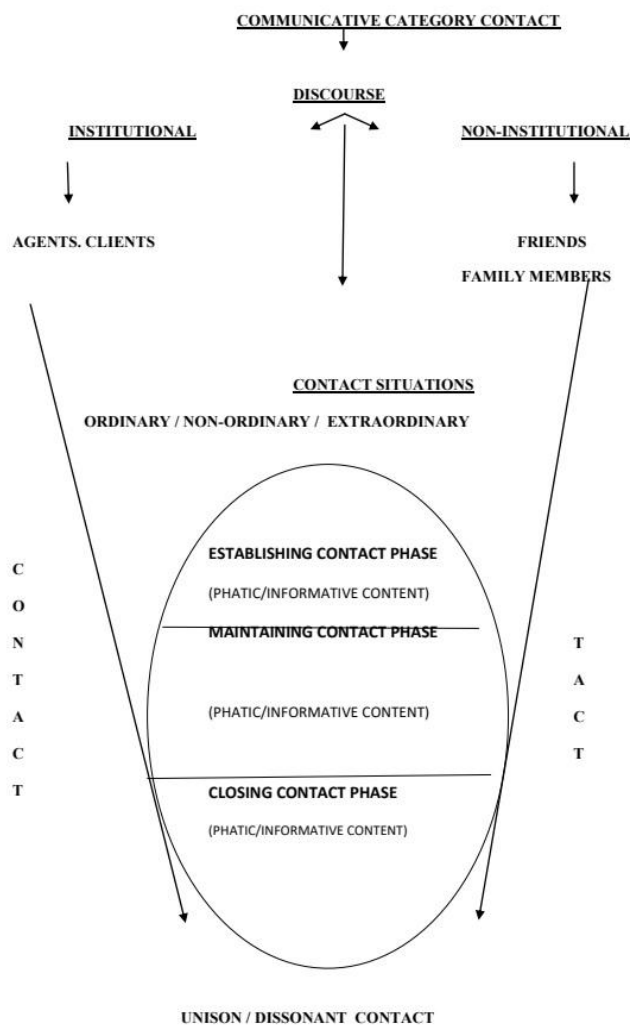 COMMUNICATIVE CATEGORY CONTACT
DISCOURSE
INSTITUTIONAL
NON-INSTITUTIONAL
AGENTS. CLIENTS
FRIENDS
FAMILY MEMBERS
CONTACT SITUATIONS
ORDINARY / NON-ORDINARY / EXTRAORDINARY
ESTABLISHING CONTACT PHASE
(PHATIC/INFORMATIVE CONTENT)
MAINTAINING CONTACT PHASE
(PHATIC/INFORMATIVE CONTENT)
CLOSING CONTACT PHASE
(PHATIC/INFORMATIVE CONTENT)
CONTACT
TACT
UNISON / DISSONANT CONTACT